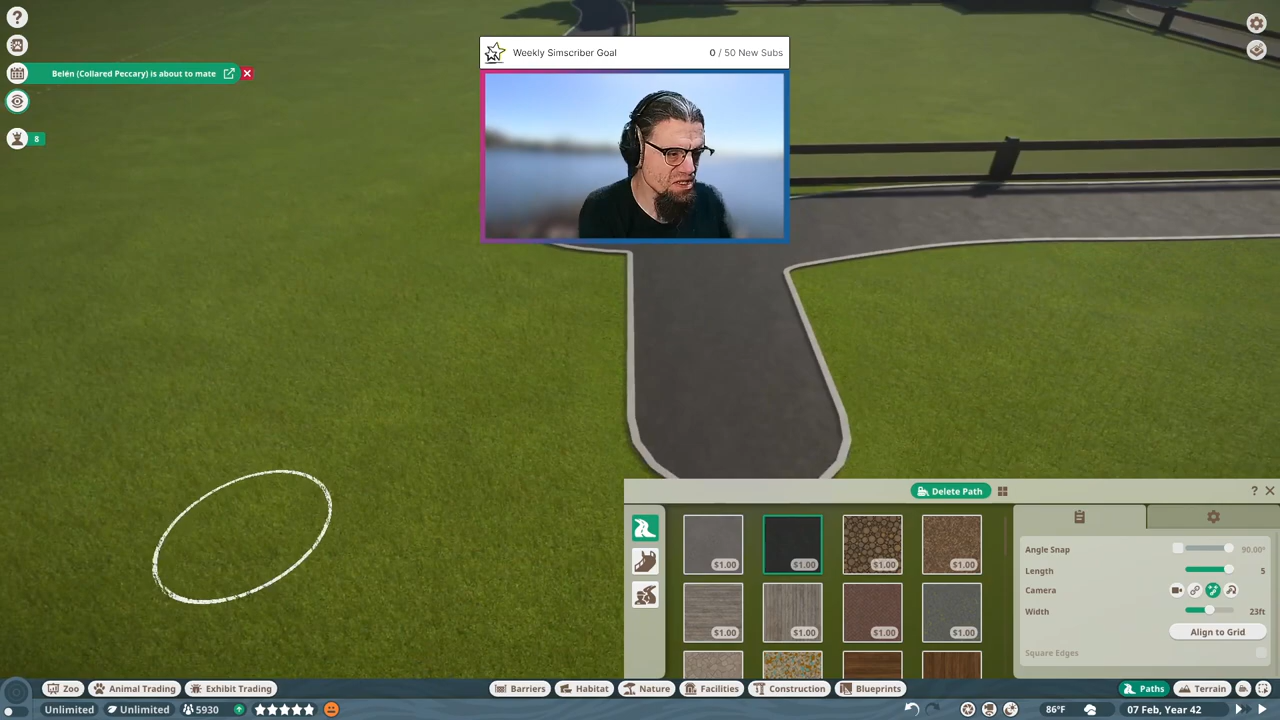 Weekly Simscriber Goal 0 / 50 New Subs
Belén (Collared Peccary) is about to mate
8
Delete Path
$1.00 $1.00 $1.00 $1.00
$1.00 $1.00 $1.00 $1.00
Angle Snap 90.00°
Length 5
Camera
Width 23ft
Align to Grid
Square Edges
Zoo Animal Trading Exhibit Trading Barriers Habitat Nature Facilities Construction Blueprints Paths Terrain
Unlimited Unlimited 5930 86°F 07 Feb, Year 42